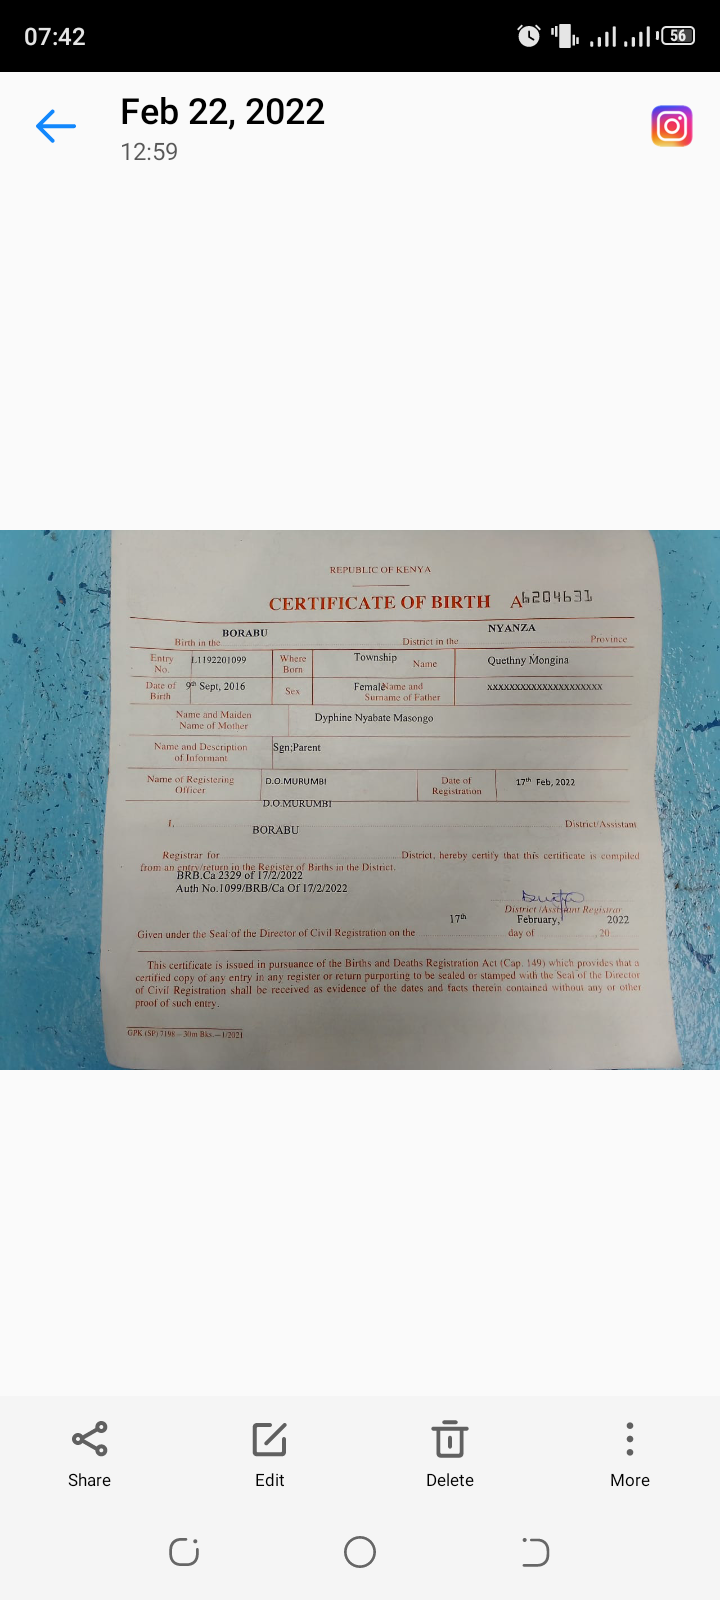 07:42
56
Feb 22, 2022
12:59
REPUBLIC OF KENYA
CERTIFICATE OF BIRTH A6204631
Birth in the BORABU District in the NYANZA Province
Entry No. 11192201099 Where Born Township Name Quethny Mongina
Date of Birth 9th Sept, 2016 Sex Female Name and Surname of Father xxxxxxxxxxxxxxxxxxxxx
Name and Maiden Name of Mother Dyphine Nyabate Masongo
Name and Description of Informant Sgn;Parent
Name of Registering Officer D.O.MURUMBI Date of Registration 17th Feb, 2022
D.O.MURUMBI
I, District/Assistant
BORABU
Registrar for District, hereby certify that this certificate is compiled
from an entry/return in the Register of Births in the District.
BRB.Ca 2329 of 17/2/2022
Auth No.1099/BRB/Ca Of 17/2/2022
District/Assistant Registrar
17th February, 2022
Given under the Seal of the Director of Civil Registration on the day of , 20
This certificate is issued in pursuance of the Births and Deaths Registration Act (Cap. 149) which provides that a
certified copy of any entry in any register or return purporting to be sealed or stamped with the Seal of the Director
of Civil Registration shall be received as evidence of the dates and facts therein contained without any or other
proof of such entry.
GPK (SP) 7198 – 30m Bks.—1/2021
Share Edit Delete More